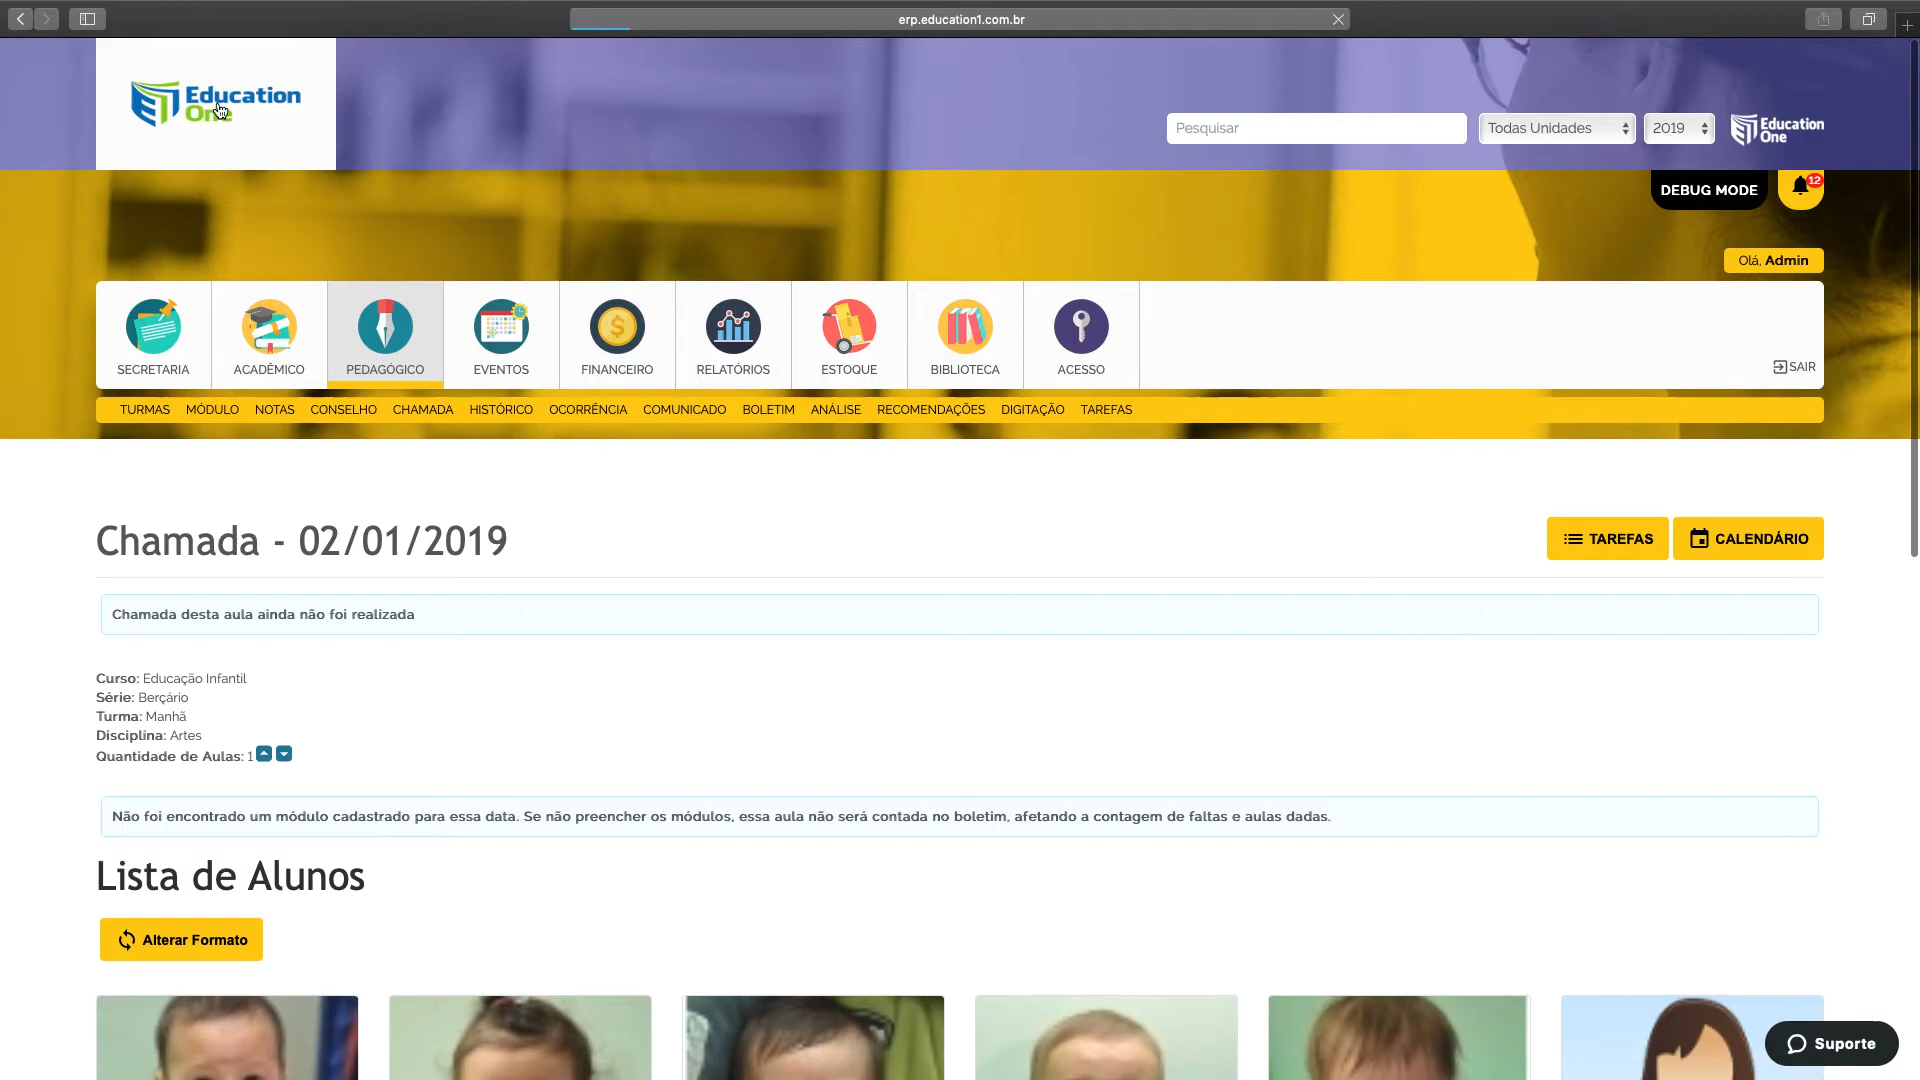 erp.education1.com.br
Education
One
Pesquisar
Todas Unidades
2019
Education
One
DEBUG MODE
12
Olá, Admin
SECRETARIA
ACADÊMICO
PEDAGÓGICO
EVENTOS
FINANCEIRO
RELATÓRIOS
ESTOQUE
BIBLIOTECA
ACESSO
SAIR
TURMAS MÓDULO NOTAS CONSELHO CHAMADA HISTÓRICO OCORRÊNCIA COMUNICADO BOLETIM ANÁLISE RECOMENDAÇÕES DIGITAÇÃO TAREFAS
Chamada - 02/01/2019
TAREFAS
CALENDÁRIO
Chamada desta aula ainda não foi realizada
Curso: Educação Infantil
Série: Berçário
Turma: Manhã
Disciplina: Artes
Quantidade de Aulas: 1
Não foi encontrado um módulo cadastrado para essa data. Se não preencher os módulos, essa aula não será contada no boletim, afetando a contagem de faltas e aulas dadas.
Lista de Alunos
Alterar Formato
Suporte